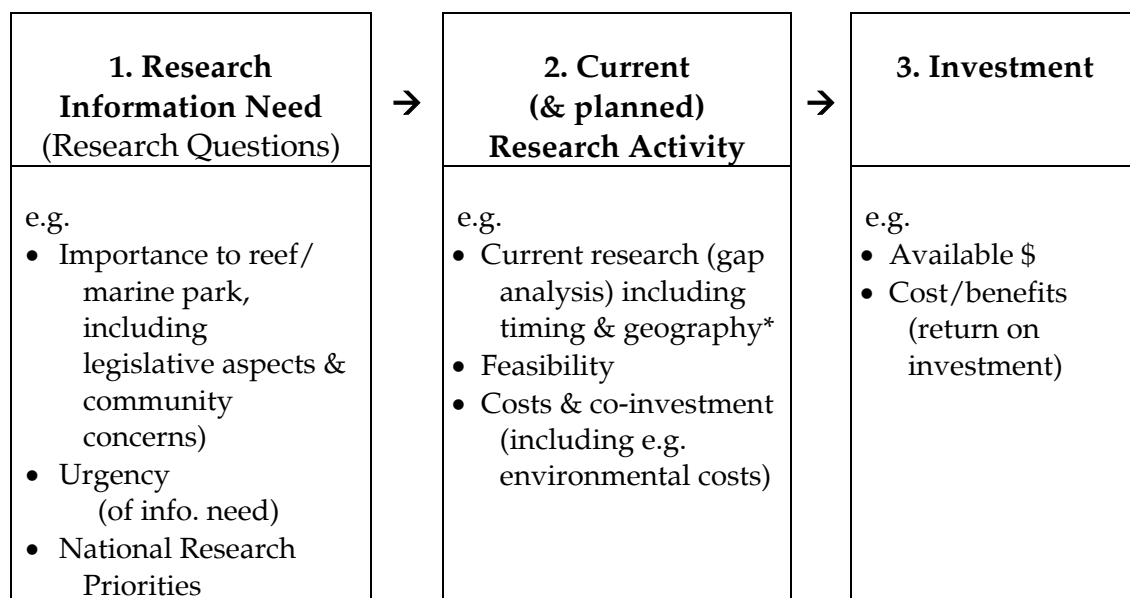 1. Research
Information Need
(Research Questions)
→
2. Current
(& planned)
Research Activity
→
3. Investment
e.g.
• Importance to reef/
marine park,
including
legislative aspects &
community
concerns)
• Urgency
(of info. need)
• National Research
Priorities
e.g.
• Current research (gap
analysis) including
timing & geography*
• Feasibility
• Costs & co-investment
(including e.g.
environmental costs)
e.g.
• Available $
• Cost/benefits
(return on
investment)